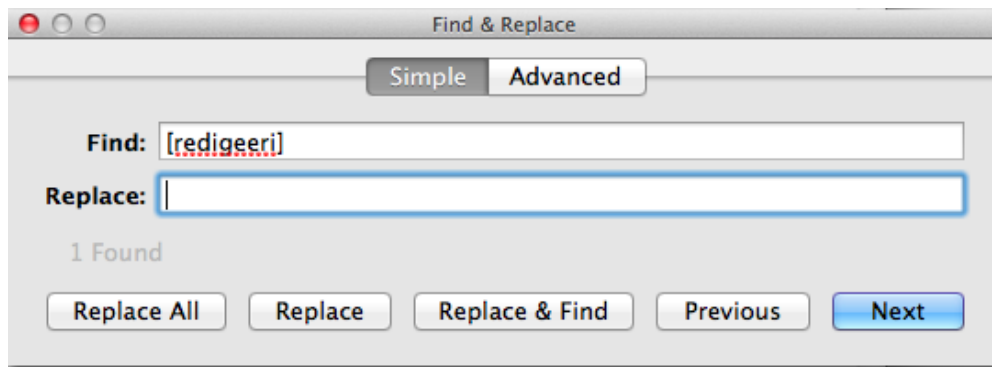 Find & Replace
Simple Advanced
Find: [redigeeri]
Replace:
1 Found
Replace All Replace Replace & Find Previous Next